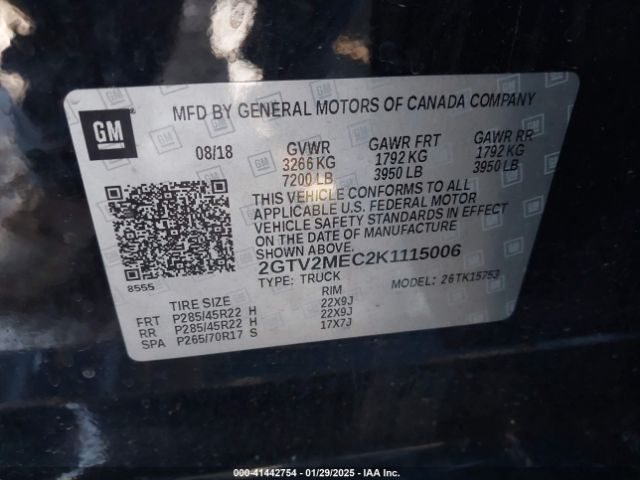 GM
MFD BY GENERAL MOTORS OF CANADA COMPANY
08/18 GVWR GAWR FRT GAWR RR
3266 KG 1792 KG 1792 KG
7200 LB 3950 LB 3950 LB
THIS VEHICLE CONFORMS TO ALL
APPLICABLE U.S. FEDERAL MOTOR
VEHICLE SAFETY STANDARDS IN EFFECT
ON THE DATE OF MANUFACTURE
SHOWN ABOVE.
2GTV2MEC2K1115006
8555 TYPE: TRUCK MODEL: 26TK15753
TIRE SIZE RIM
FRT P285/45R22 H 22X9J
RR P285/45R22 H 22X9J
SPA P265/70R17 S 17X7J
000-41442754 - 01/29/2025 - IAA Inc.